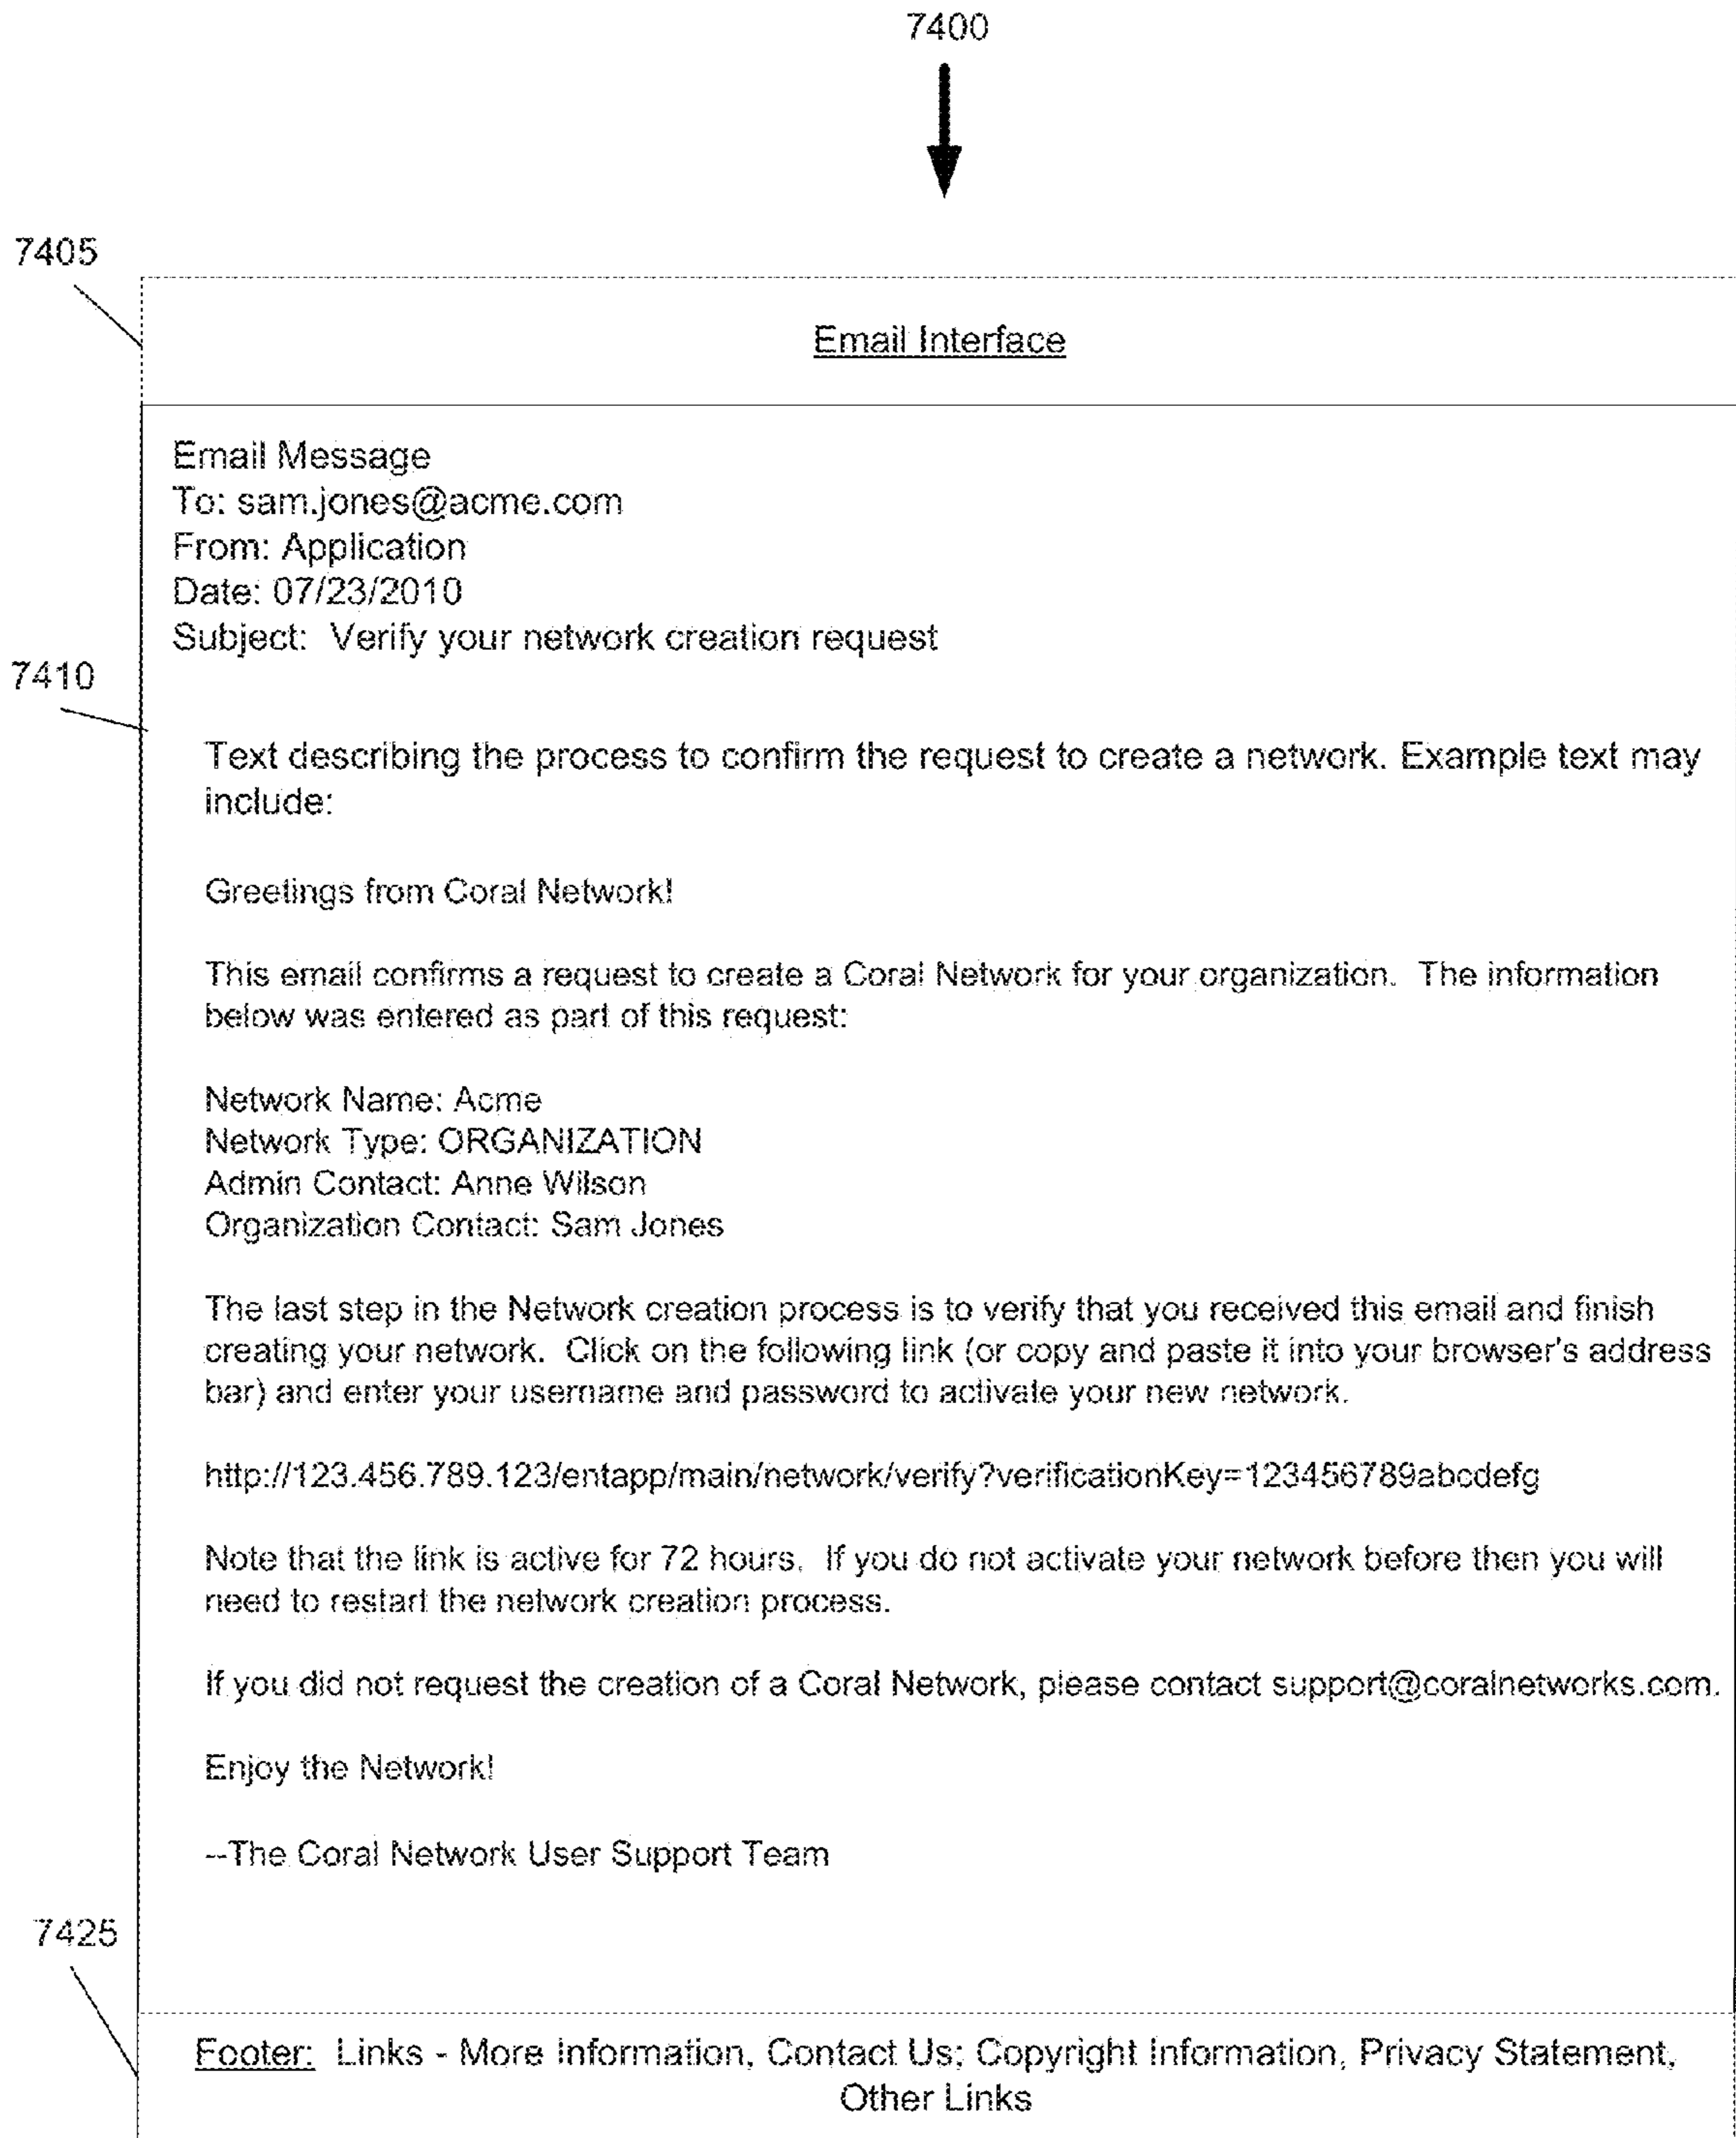 7400
7405
Email Interface
Email Message
To: sam.jones@acme.com
From: Application
Date: 07/23/2010
Subject: Verify your network creation request
7410
Text describing the process to confirm the request to create a network. Example text may
include:
Greetings from Coral Network!
This email confirms a request to create a Coral Network for your organization. The information
below was entered as part of this request:
Network Name: Acme
Network Type: ORGANIZATION
Admin Contact: Anne Wilson
Organization Contact: Sam Jones
The last step in the Network creation process is to verify that you received this email and finish
creating your network. Click on the following link (or copy and paste it into your browser's address
bar) and enter your username and password to activate your new network.
http://123.456.789.123/entapp/main/network/verify?verificationKey=123456789abcdefg
Note that the link is active for 72 hours. If you do not activate your network before then you will
need to restart the network creation process.
If you did not request the creation of a Coral Network, please contact support@coralnetworks.com.
Enjoy the Network!
--The Coral Network User Support Team
7425
Footer: Links - More Information, Contact Us; Copyright Information, Privacy Statement,
Other Links